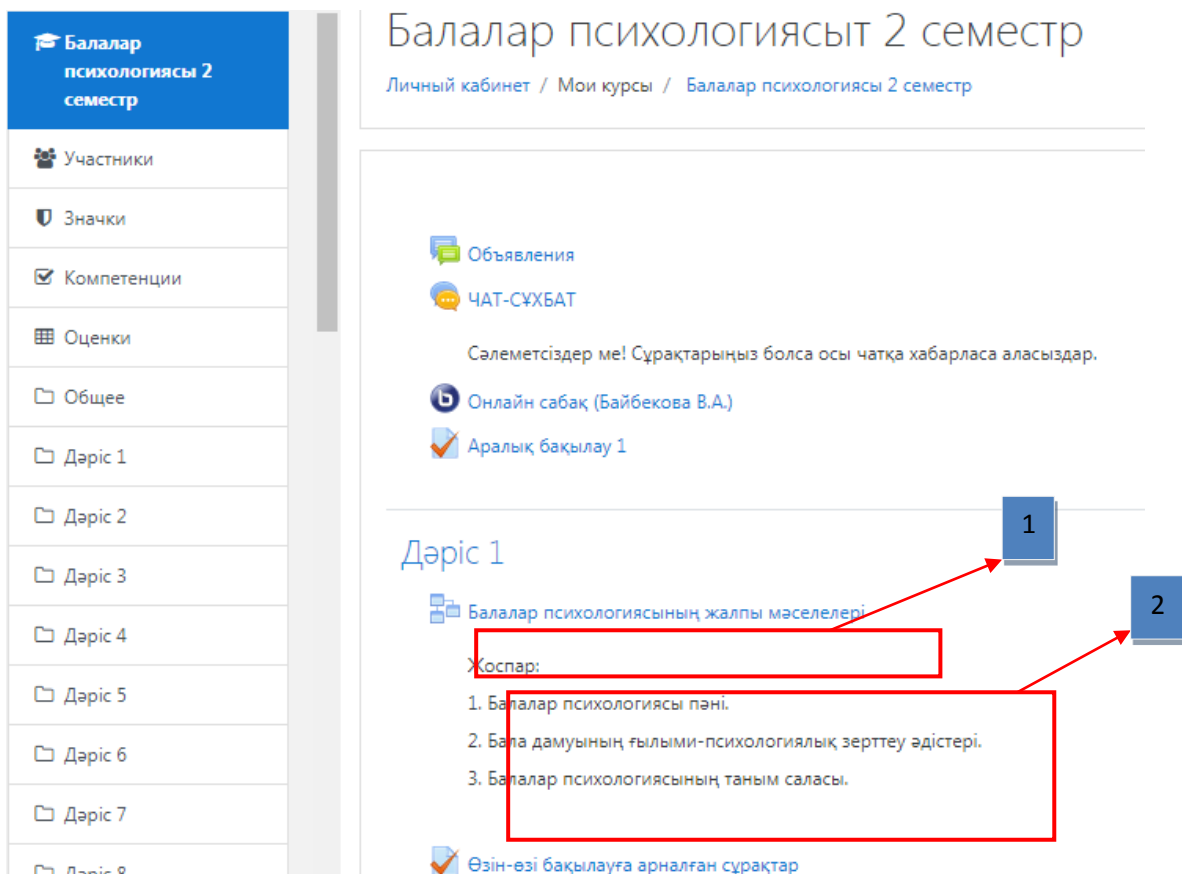 Балалар
психологиясы 2
семестр
Участники
Значки
Компетенции
Оценки
Общее
Дәріс 1
Дәріс 2
Дәріс 3
Дәріс 4
Дәріс 5
Дәріс 6
Дәріс 7
Дәріс 8
Балалар психологиясыт 2 семестр
Личный кабинет / Мои курсы / Балалар психологиясы 2 семестр
Объявления
ЧАТ-СҰХБАТ
Сәлеметсіздер ме! Сұрақтарыңыз болса осы чатқа хабарласа аласыздар.
Онлайн сабақ (Байбекова В.А.)
Аралық бақылау 1
1
Дәріс 1
2
Балалар психологиясының жалпы мәселелері
Жоспар:
1. Балалар психологиясы пәні.
2. Бала дамуының ғылыми-психологиялық зерттеу әдістері.
3. Балалар психологиясының таным саласы.
Өзін-өзі бақылауға арналған сұрақтар